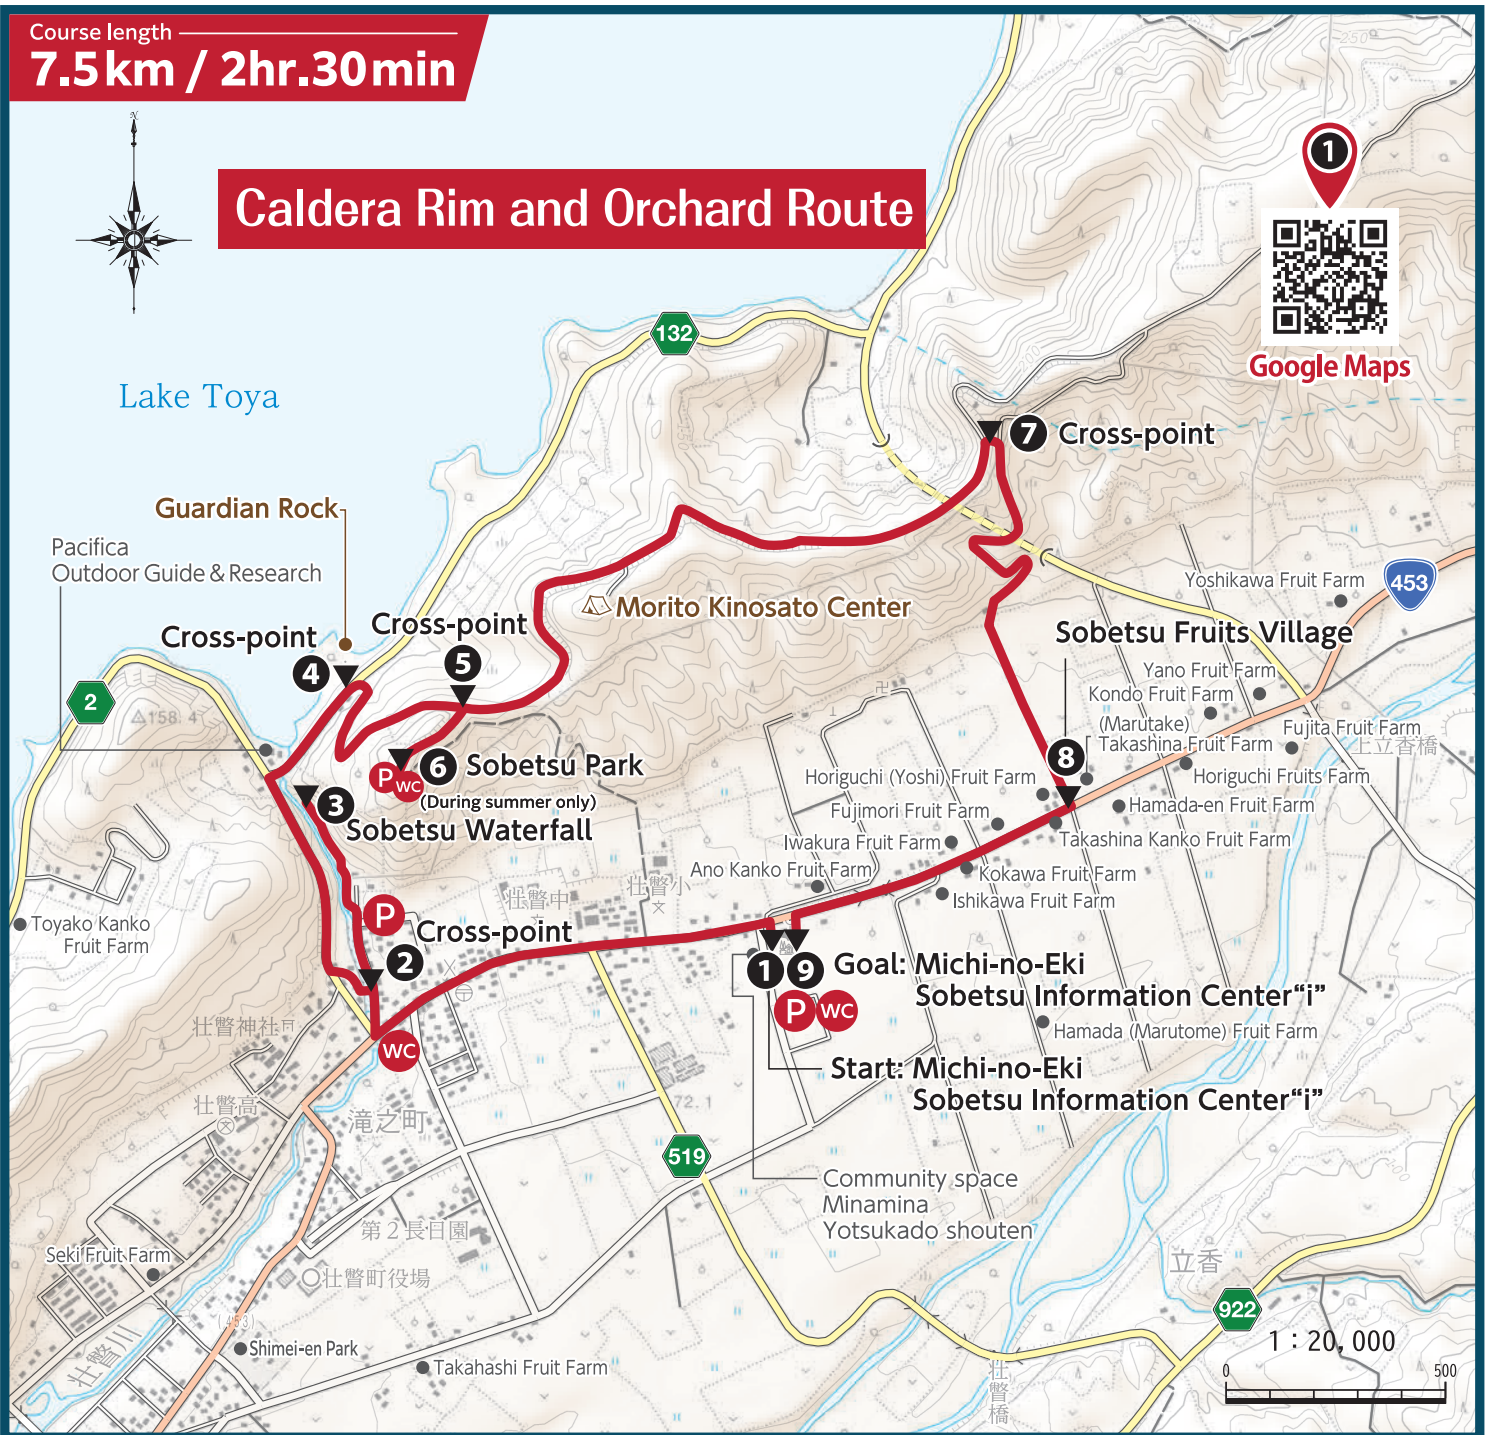 Course length
7.5km / 2hr.30min
N
250
Caldera Rim and Orchard Route
1
Google Maps
132
Lake Toya
7 Cross-point
Guardian Rock
Pacifica
Outdoor Guide & Research
453
Yoshikawa Fruit Farm
Morito Kinosato Center
Cross-point
4
Cross-point
5
Sobetsu Fruits Village
Yano Fruit Farm
Kondo Fruit Farm
(Marutake)
Fujita Fruit Farm
上立香橋
2
158.4
P WC 6 Sobetsu Park
(During summer only)
8
Takashina Fruit Farm
Horiguchi Fruits Farm
Horiguchi (Yoshi) Fruit Farm
Hamada-en Fruit Farm
3
Sobetsu Waterfall
Fujimori Fruit Farm
Takashina Kanko Fruit Farm
Iwakura Fruit Farm
Ano Kanko Fruit Farm
Kokawa Fruit Farm
Ishikawa Fruit Farm
壮瞥中
壮瞥小
Toyako Kanko
Fruit Farm
P
Cross-point
2
1 9 Goal: Michi-no-Eki
Sobetsu Information Center“i”
P WC
Hamada (Marutome) Fruit Farm
壮瞥神社
WC
Start: Michi-no-Eki
Sobetsu Information Center“i”
壮瞥高
滝之町
72.1
519
Community space
Minamina
Yotsukado shouten
第2長日園
Seki Fruit Farm
壮瞥町役場
立香
922
(453)
Shimei-en Park
Takahashi Fruit Farm
壮瞥川
壮瞥橋
1 : 20,000
0 500